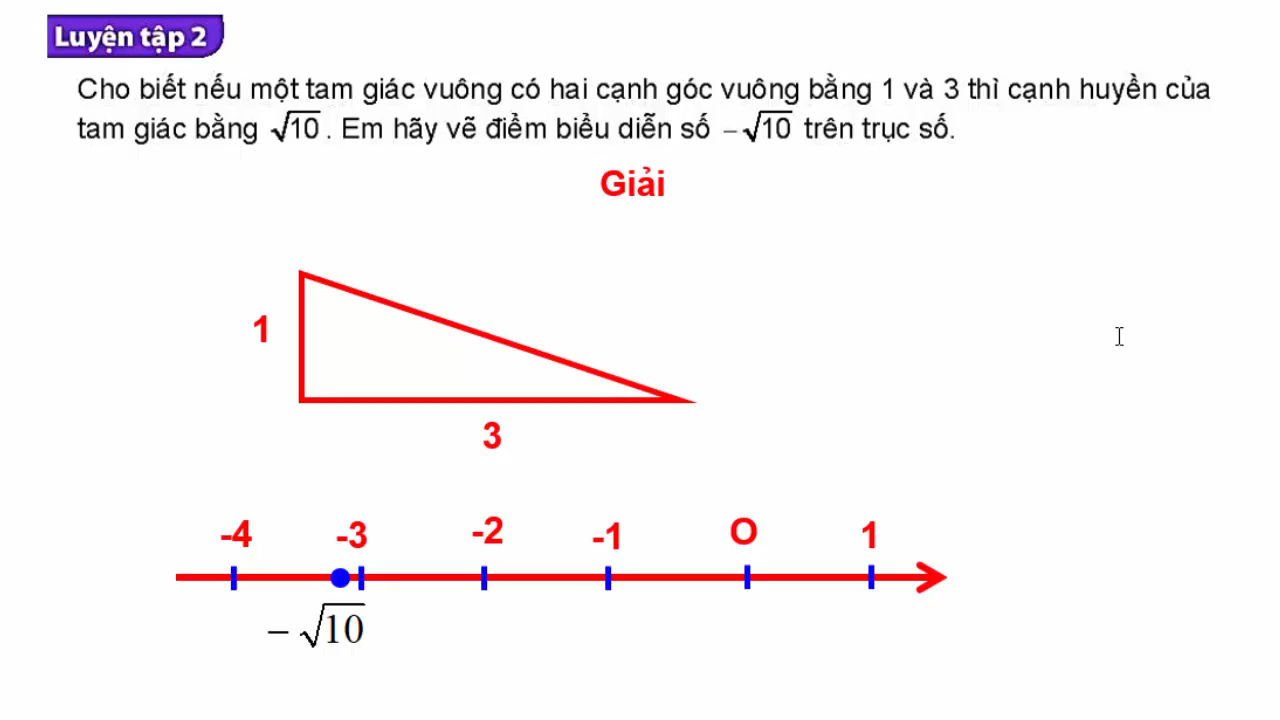 Luyện tập 2
Cho biết nếu một tam giác vuông có hai cạnh góc vuông bằng 1 và 3 thì cạnh huyền của
tam giác bằng √10 . Em hãy vẽ điểm biểu diễn số −√10 trên trục số.
Giải
1
3
-4 -3 -2 -1 O 1
−√10